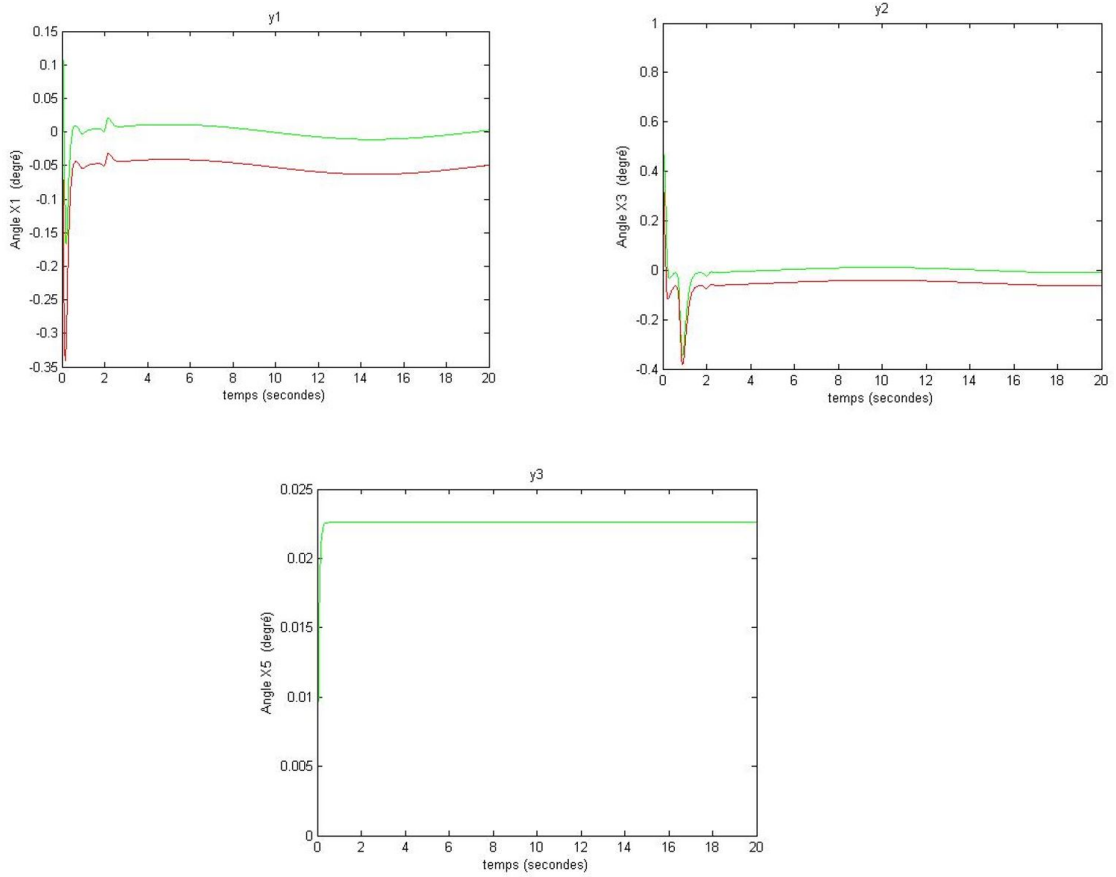 y1
0.15
0.1
0.05
0
-0.05
-0.1
-0.15
-0.2
-0.25
-0.3
-0.35
Angle X1 (degré)
0 2 4 6 8 10 12 14 16 18 20
temps (secondes)
y2
1
0.8
0.6
0.4
0.2
0
-0.2
-0.4
Angle X3 (degré)
0 2 4 6 8 10 12 14 16 18 20
temps (secondes)
y3
0.025
0.02
0.015
0.01
0.005
0
Angle X5 (degré)
0 2 4 6 8 10 12 14 16 18 20
temps (secondes)